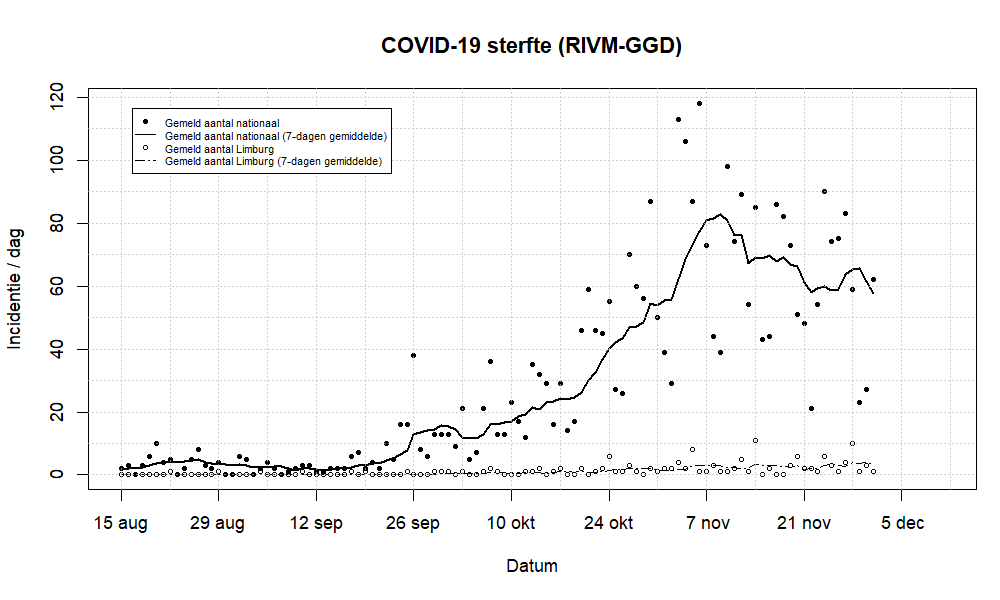 COVID-19 sterfte (RIVM-GGD)
Gemeld aantal nationaal
Gemeld aantal nationaal (7-dagen gemiddelde)
Gemeld aantal Limburg
Gemeld aantal Limburg (7-dagen gemiddelde)
Incidentie / dag
120
100
80
60
40
20
0
15 aug 29 aug 12 sep 26 sep 10 okt 24 okt 7 nov 21 nov 5 dec
Datum